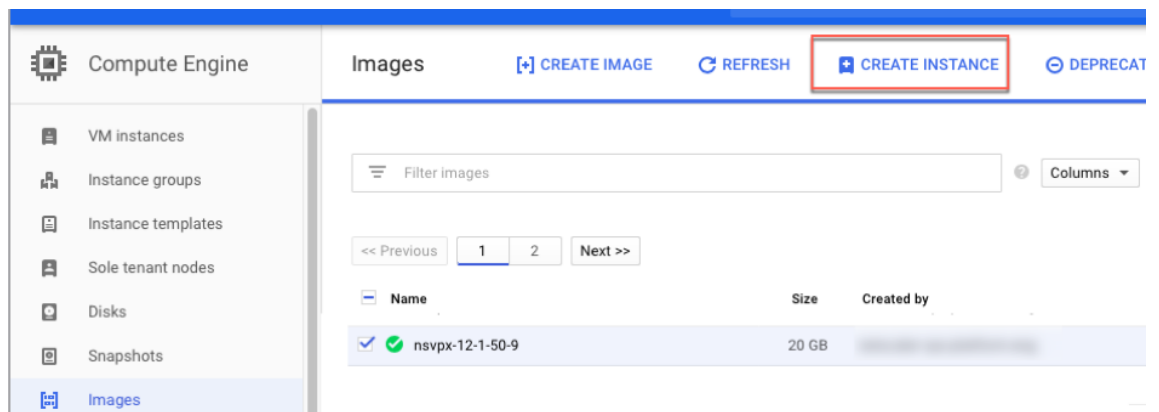 Compute Engine
Images
CREATE IMAGE
REFRESH
CREATE INSTANCE
DEPRECAT
VM instances
Instance groups
Instance templates
Sole tenant nodes
Disks
Snapshots
Images
Filter images
Columns
<< Previous 1 2 Next >>
Name Size Created by
nsvpx-12-1-50-9 20 GB